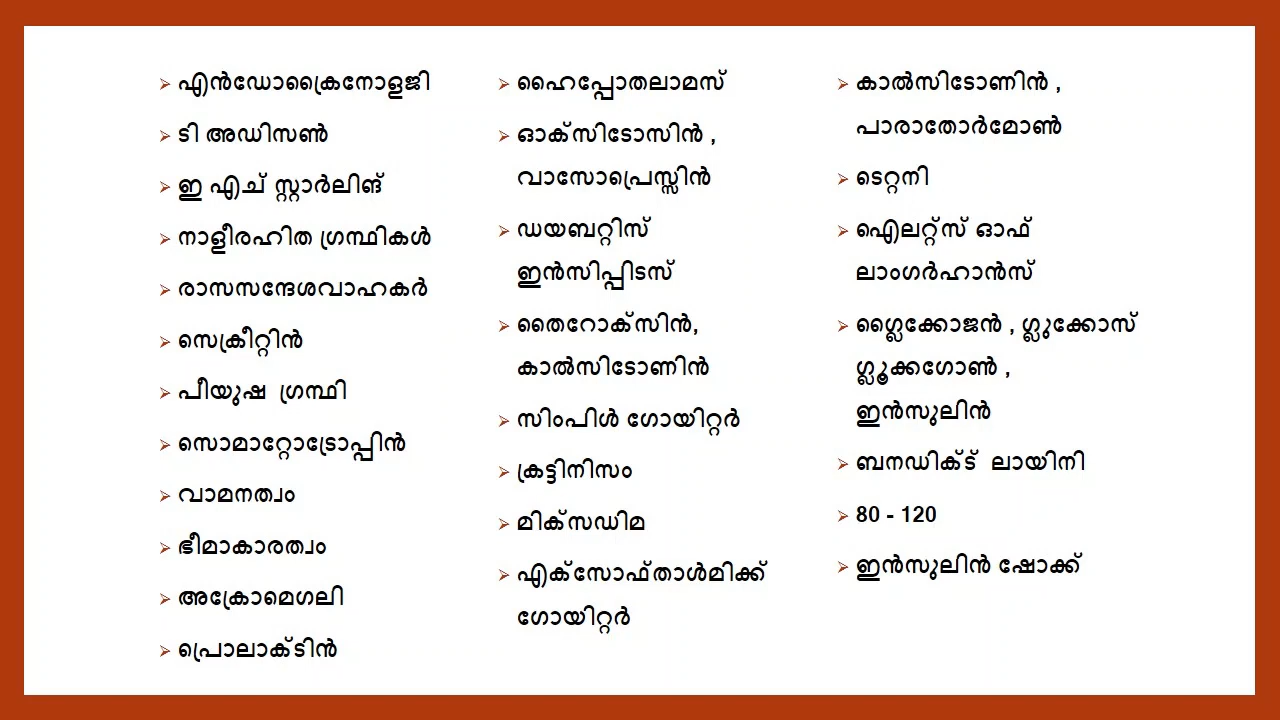 ➢ എൻഡോക്രൈനോളജി
➢ ടി അഡിസൺ
➢ ഇ എച് സ്റ്റാർലിങ്
➢ നാളീരഹിത ഗ്രന്ഥികൾ
➢ രാസസന്ദേശവാഹകർ
➢ സെക്രീറ്റിൻ
➢ പീയുഷ ഗ്രന്ഥി
➢ സൊമാറ്റോട്രോപ്പിൻ
➢ വാമനത്വം
➢ ഭീമാകാരത്വം
➢ അക്രോമെഗലി
➢ പ്രൊലാക്ടിൻ
➢ ഹൈപ്പോതലാമസ്
➢ ഓക്സിടോസിൻ ,
വാസോപ്രെസ്സിൻ
➢ ഡയബറ്റിസ്
ഇൻസിപ്പിടസ്
➢ തൈറോക്സിൻ,
കാൽസിടോണിൻ
➢ സിംപിൾ ഗോയിറ്റർ
➢ ക്രട്ടിനിസം
➢ മിക്സഡിമ
➢ എക്സോഫ്താൾമിക്ക്
ഗോയിറ്റർ
➢ കാൽസിടോണിൻ ,
പാരാതോർമോൺ
➢ ടെറ്റനി
➢ ഐലറ്റ്സ് ഓഫ്
ലാംഗർഹാൻസ്
➢ ഗ്ലൈക്കോജൻ , ഗ്ലുക്കോസ്
ഗ്ലൂക്കഗോൺ ,
ഇൻസുലിൻ
➢ ബനഡിക്ട് ലായിനി
➢ 80 - 120
➢ ഇൻസുലിൻ ഷോക്ക്